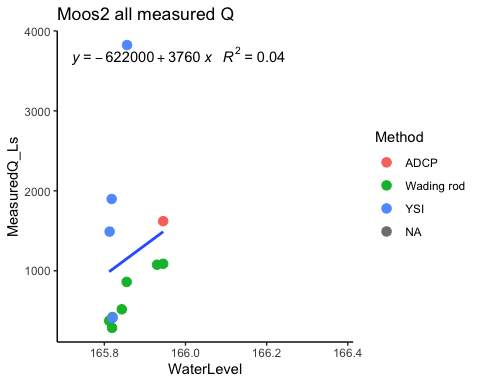 Moos2 all measured Q
4000
y = −622000 + 3760 x  R² = 0.04
3000
2000
1000
MeasuredQ_Ls
165.8 166.0 166.2 166.4
WaterLevel
Method
ADCP
Wading rod
YSI
NA